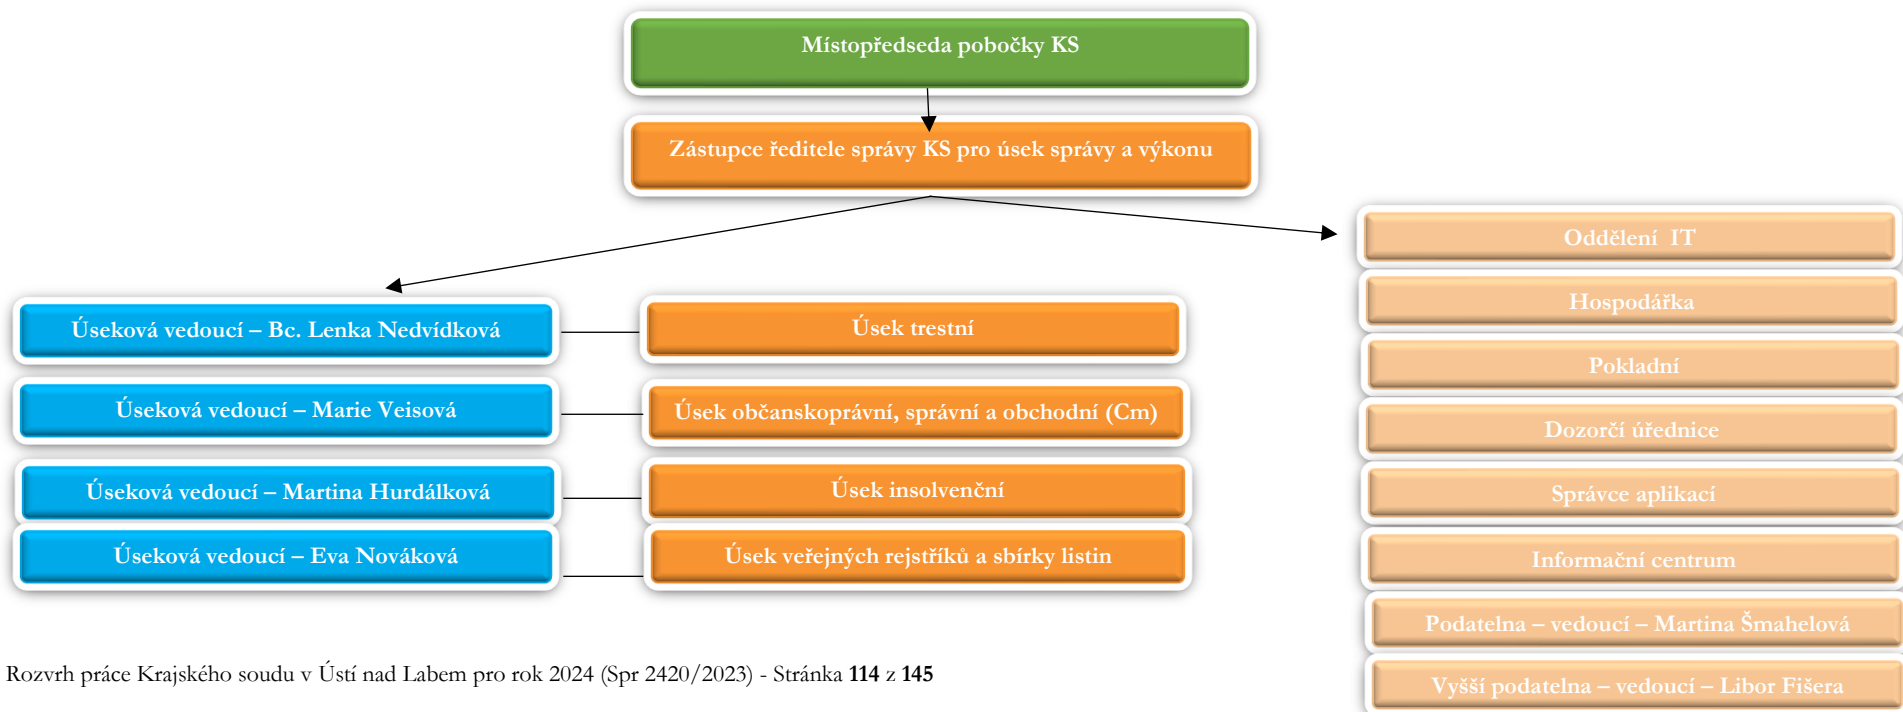 Místopředseda pobočky KS
Zástupce ředitele správy KS pro úsek správy a výkonu
Úseková vedoucí – Bc. Lenka Nedvídková
Úsek trestní
Úseková vedoucí – Marie Veisová
Úsek občanskoprávní, správní a obchodní (Cm)
Úseková vedoucí – Martina Hurdálková
Úsek insolvenční
Úseková vedoucí – Eva Nováková
Úsek veřejných rejstříků a sbírky listin
Oddělení IT
Hospodářka
Pokladní
Dozorčí úřednice
Správce aplikací
Informační centrum
Podatelna – vedoucí – Martina Šmahelová
Vyšší podatelna – vedoucí – Libor Fišera
Rozvrh práce Krajského soudu v Ústí nad Labem pro rok 2024 (Spr 2420/2023) - Stránka 114 z 145